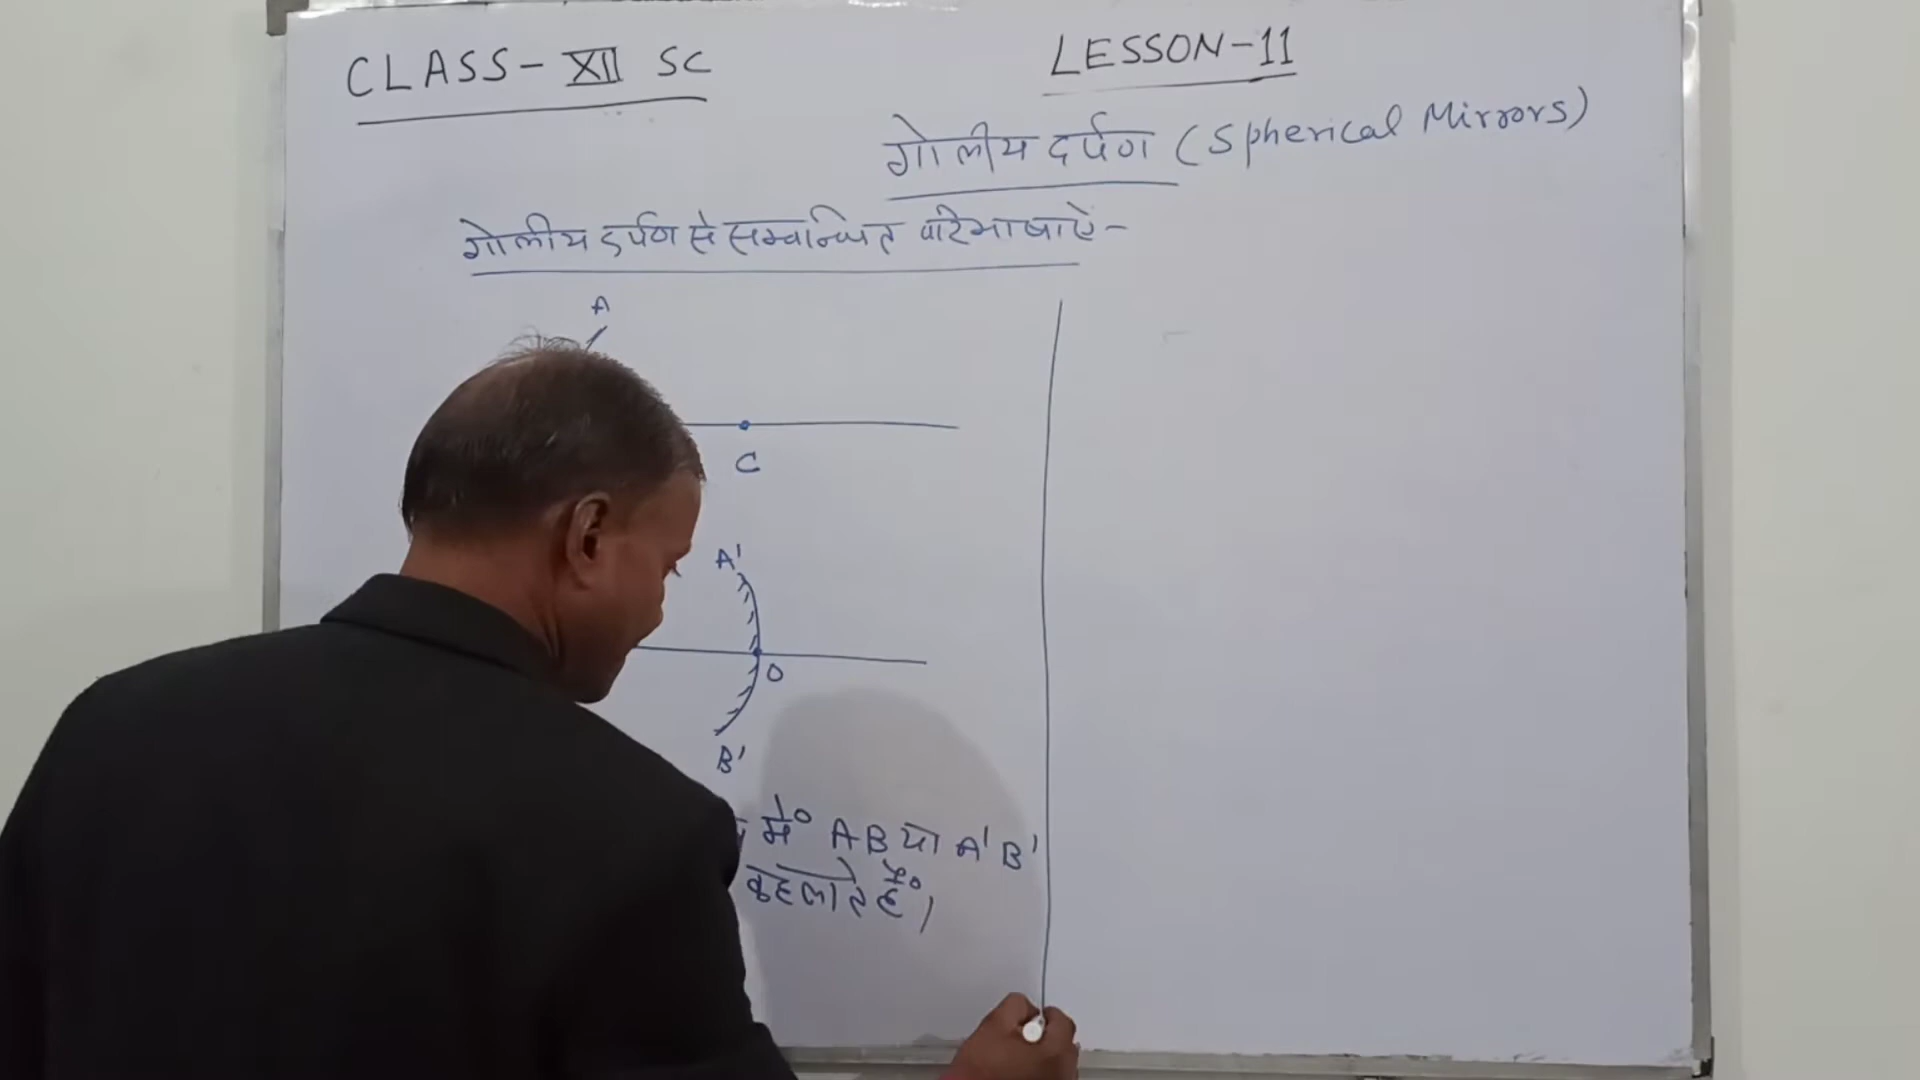 CLASS - XII SC
LESSON-11
गोलीय दर्पण (Spherical Mirrors)
गोलीय दर्पण से सम्बन्धित परिभाषाऐं -
A
C
A'
O
B'
में AB या A'B'
कहलाते हैं।